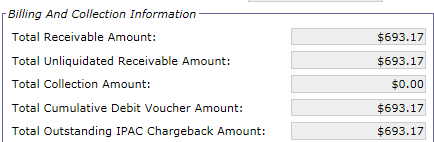 Billing And Collection Information
Total Receivable Amount: $693.17
Total Unliquidated Receivable Amount: $693.17
Total Collection Amount: $0.00
Total Cumulative Debit Voucher Amount: $693.17
Total Outstanding IPAC Chargeback Amount: $693.17